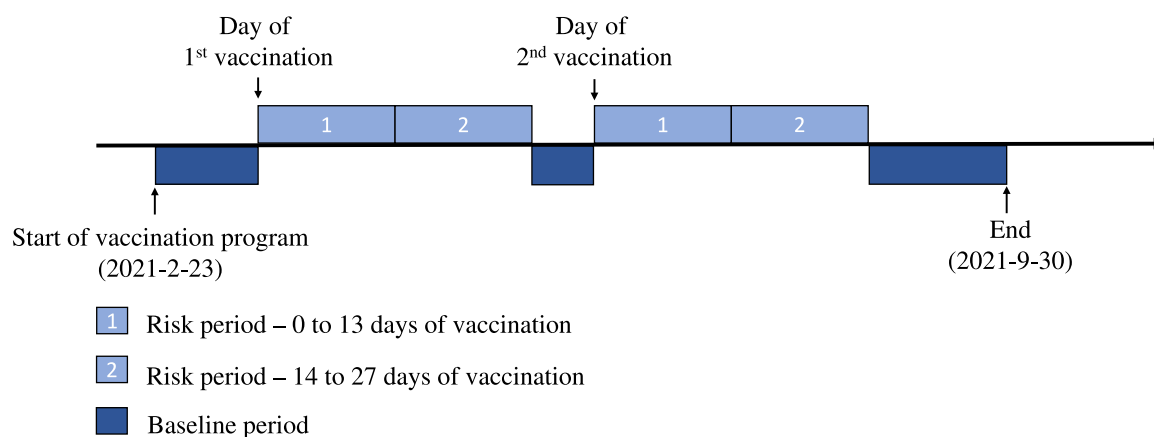 Day of
1st vaccination
Day of
2nd vaccination
1
2
1
2
Start of vaccination program
(2021-2-23)
End
(2021-9-30)
1 Risk period – 0 to 13 days of vaccination
2 Risk period – 14 to 27 days of vaccination
Baseline period